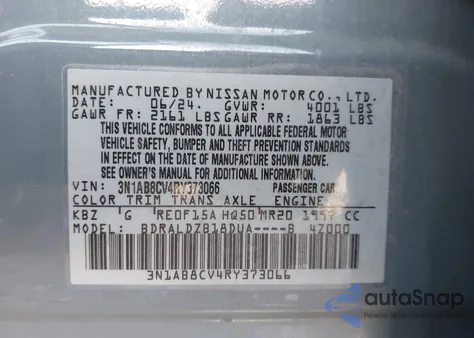 MANUFACTURED BY NISSAN MOTOR CO., LTD.
DATE: 06/24. GVWR: 4001 LBS
GAWR FR: 2161 LBS GAWR RR: 1863 LBS
THIS VEHICLE CONFORMS TO ALL APPLICABLE FEDERAL MOTOR
VEHICLE SAFETY, BUMPER AND THEFT PREVENTION STANDARDS
IN EFFECT ON THE DATE OF MANUFACTURE SHOWN ABOVE.
SEE OWNER'S MANUAL FOR ADDITIONAL INFORMATION.
VIN: 3N1AB8CV4RY373066 PASSENGER CAR
COLOR TRIM TRANS AXLE ENGINE
KBZ G RE0F15A HQ50 MR20 1997 CC
MODEL: BDRALDZB18DUA----B 4Z000
3N1AB8CV4RY373066
autoSnap